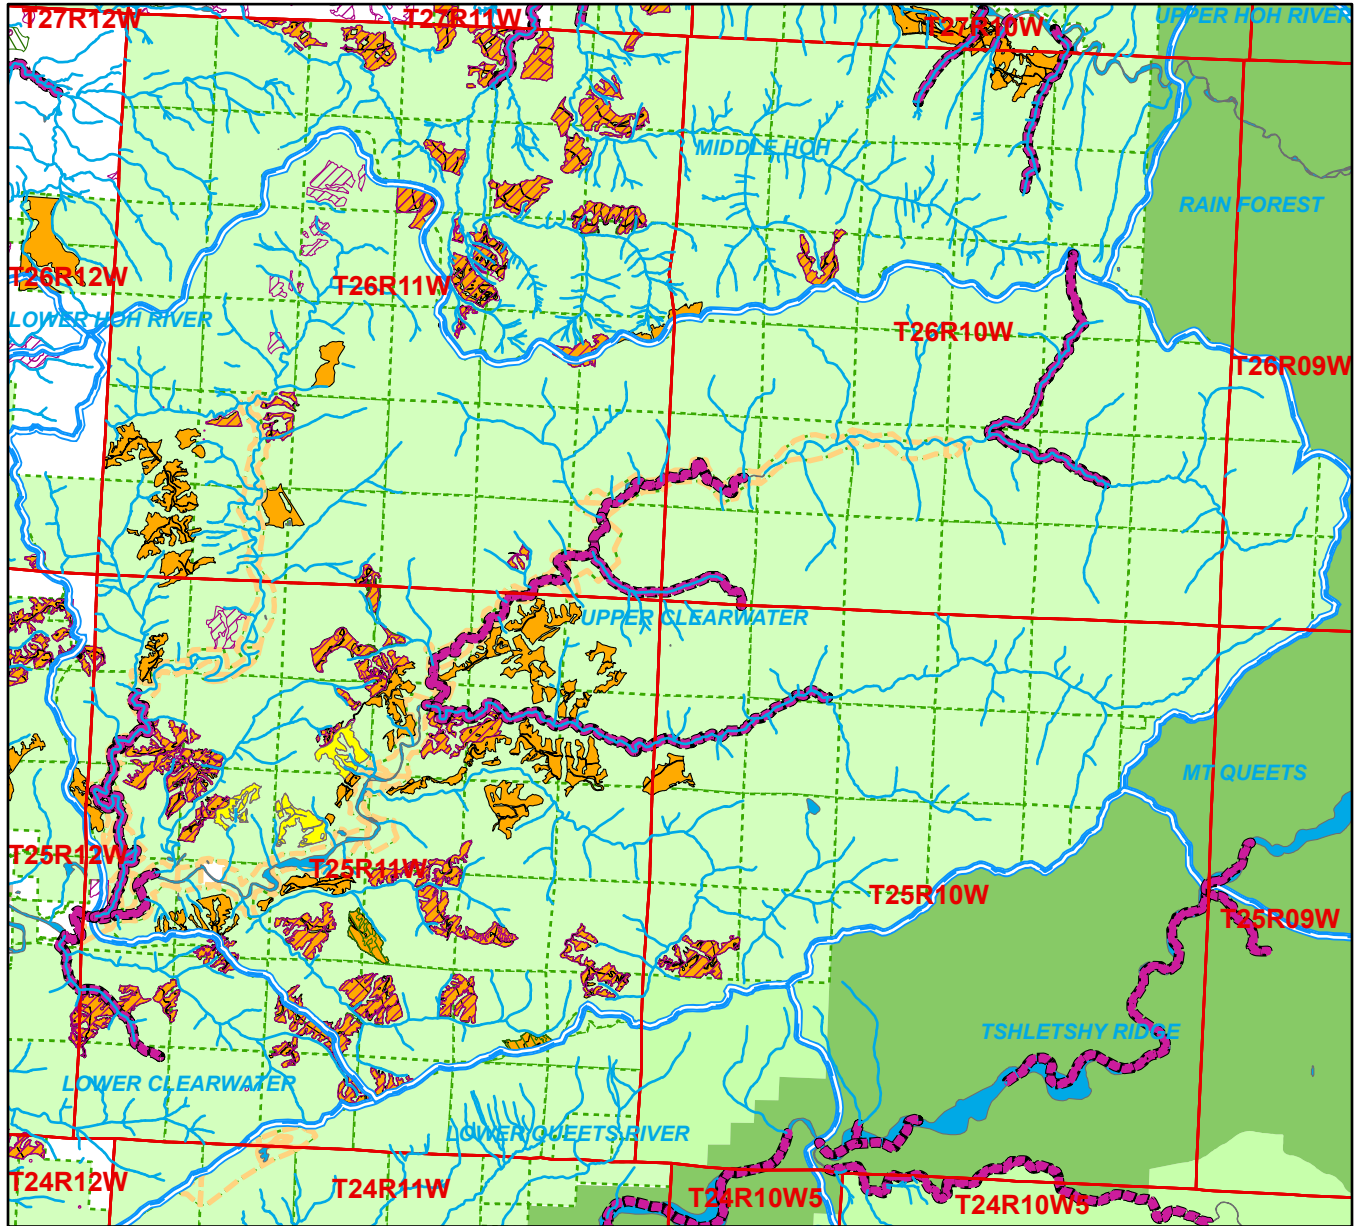 T27R12W
T27R11W
T27R10W
UPPER HOH RIVER
MIDDLE HOH
RAIN FOREST
T26R12W
T26R11W
LOWER HOH RIVER
T26R10W
T26R09W
UPPER CLEARWATER
MT QUEETS
T25R12W
T25R11W
T25R10W
T25R09W
TSHLETSHY RIDGE
LOWER CLEARWATER
LOWER QUEETS RIVER
T24R12W
T24R11W
T24R10W5
T24R10W5